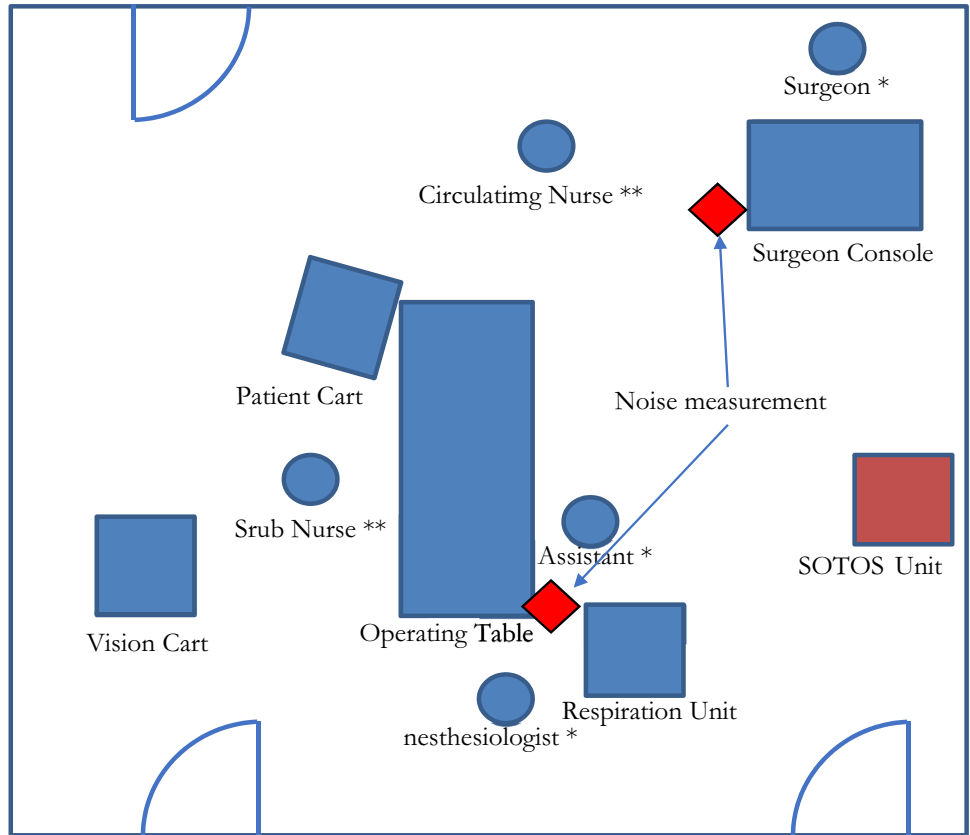 Surgeon *
Circulatimg Nurse **
Surgeon Console
Patient Cart
Noise measurement
Srub Nurse **
Assistant *
SOTOS Unit
Operating Table
Vision Cart
Respiration Unit
nesthesiologist *